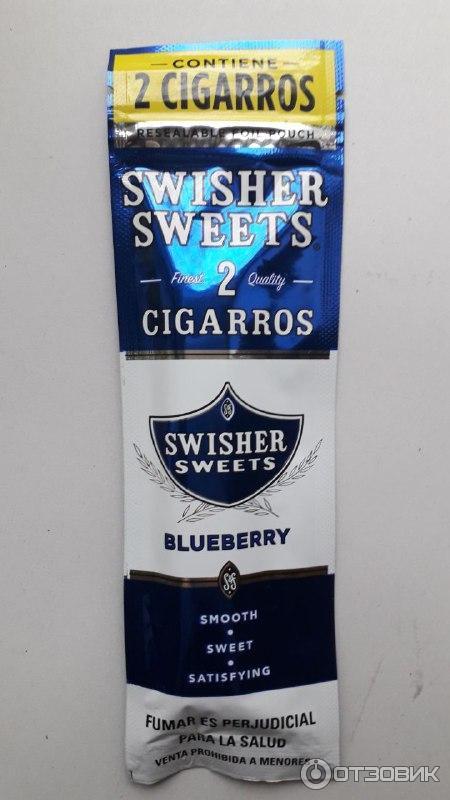 CONTIENE
2 CIGARROS
RESEALABLE FOIL POUCH
SWISHER
SWEETS
Finest 2 Quality
CIGARROS
S&S
SWISHER
SWEETS
BLUEBERRY
S&S
SMOOTH
•
SWEET
•
SATISFYING
FUMAR ES PERJUDICIAL
PARA LA SALUD
VENTA PROHIBIDA A MENORES
ОТЗОВИК